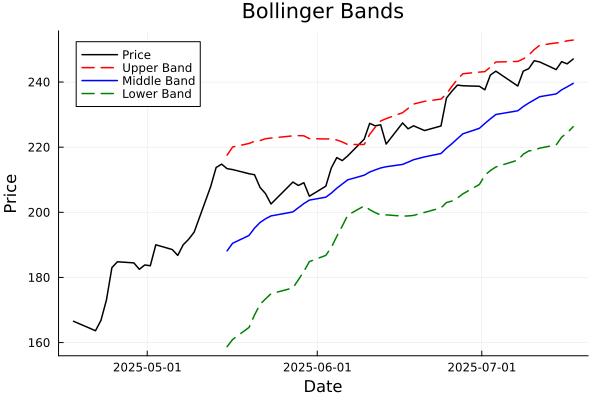 Bollinger Bands
Price
Upper Band
Middle Band
Lower Band
240
220
200
180
160
Price
2025-05-01
2025-06-01
2025-07-01
Date